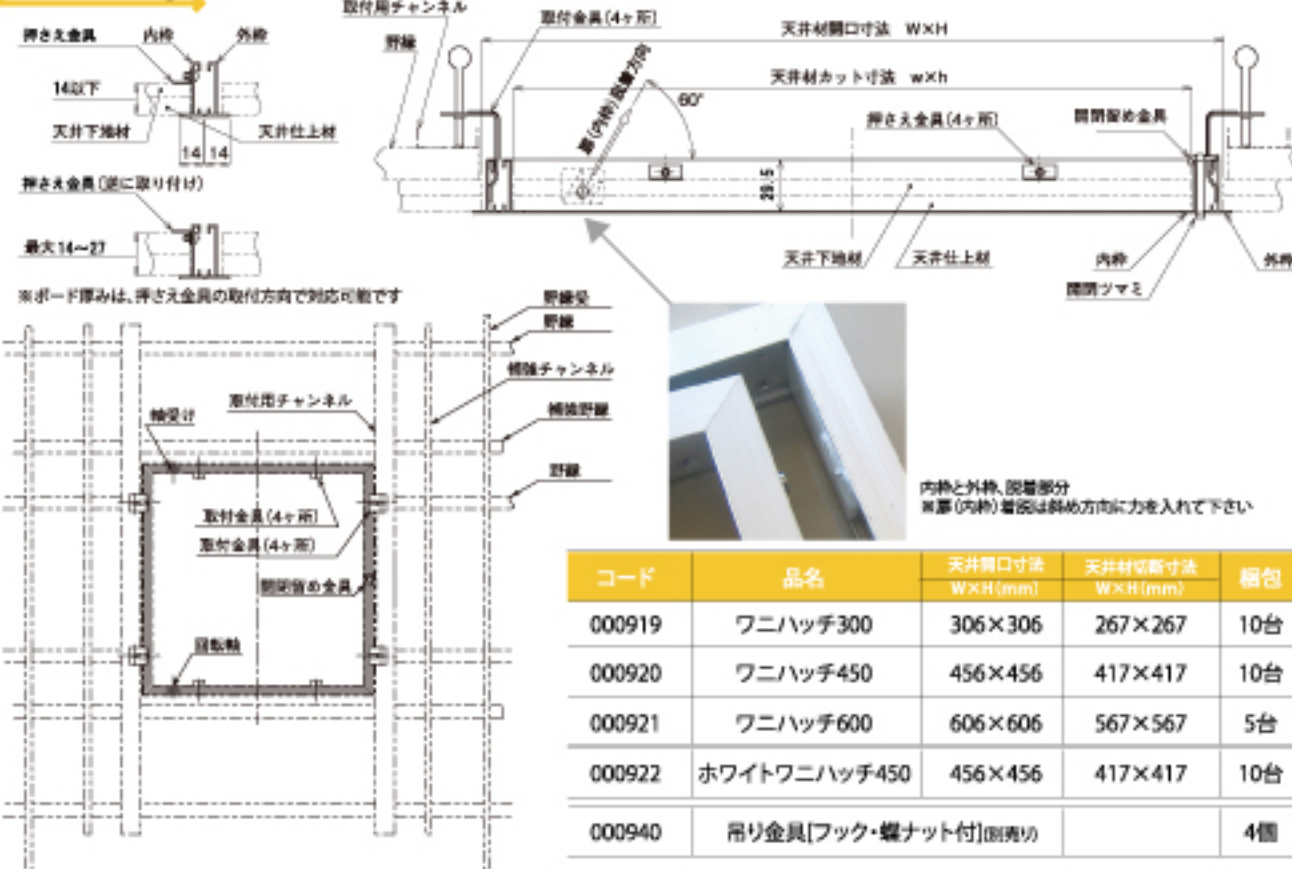 取付用チャンネル
押さえ金具
内枠
外枠
野縁
取付金具(4ヶ所)
天井材開口寸法 W×H
天井材カット寸法 w×h
14以下
天井下地材
天井仕上材
14 14
扉(内枠)脱着方向
60°
押さえ金具(4ヶ所)
開閉留め金具
29.5
押さえ金具(逆に取り付け)
最大14～27
天井下地材
天井仕上材
内枠
外枠
開閉ツマミ
※ボード厚みは、押さえ金具の取付方向で対応可能です
野縁受
野縁
補強チャンネル
取付用チャンネル
軸受け
補強野縁
野縁
取付金具(4ヶ所)
取付金具(4ヶ所)
開閉留め金具
回転軸
内枠と外枠、脱着部分
※扉(内枠)着脱は斜め方向に力を入れて下さい
コード 品名 天井開口寸法 W×H(mm) 天井材切断寸法 W×H(mm) 梱包
000919 ワニハッチ300 306×306 267×267 10台
000920 ワニハッチ450 456×456 417×417 10台
000921 ワニハッチ600 606×606 567×567 5台
000922 ホワイトワニハッチ450 456×456 417×417 10台
000940 吊り金具[フック・蝶ナット付](別売り) 4個